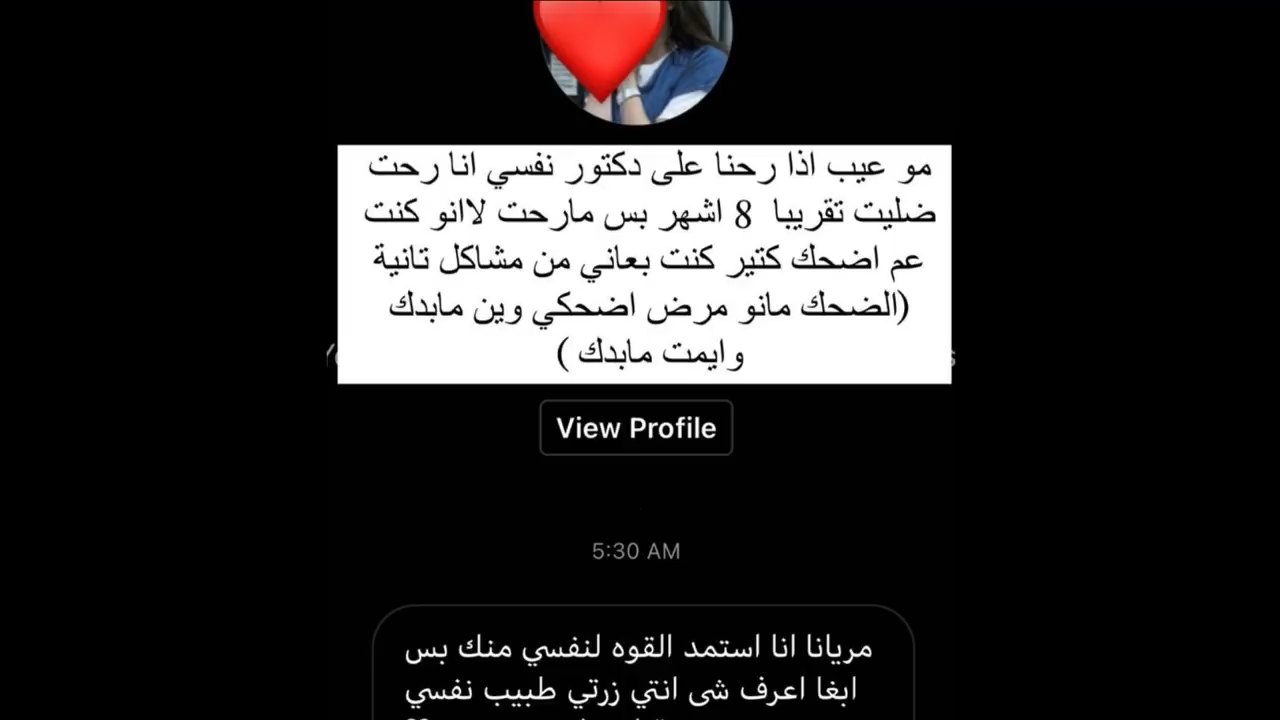 مو عيب اذا رحنا على دكتور نفسي انا رحت
ضليت تقريبا 8 اشهر بس مارحت لاانو كنت
عم اضحك كتير كنت بعاني من مشاكل تانية
(الضحك مانو مرض اضحكي وين مابدك
وايمت مابدك )
View Profile
5:30 AM
مريانا انا استمد القوه لنفسي منك بس
ابغا اعرف شى انتي زرتي طبيب نفسي